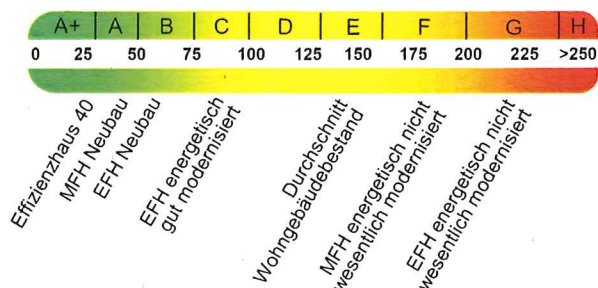 A+ A B C D E F G H
0 25 50 75 100 125 150 175 200 225 >250
Effizienzhaus 40
MFH Neubau
EFH Neubau
EFH energetisch
gut modernisiert
Durchschnitt
Wohngebäudebestand
MFH energetisch nicht
wesentlich modernisiert
EFH energetisch nicht
wesentlich modernisiert